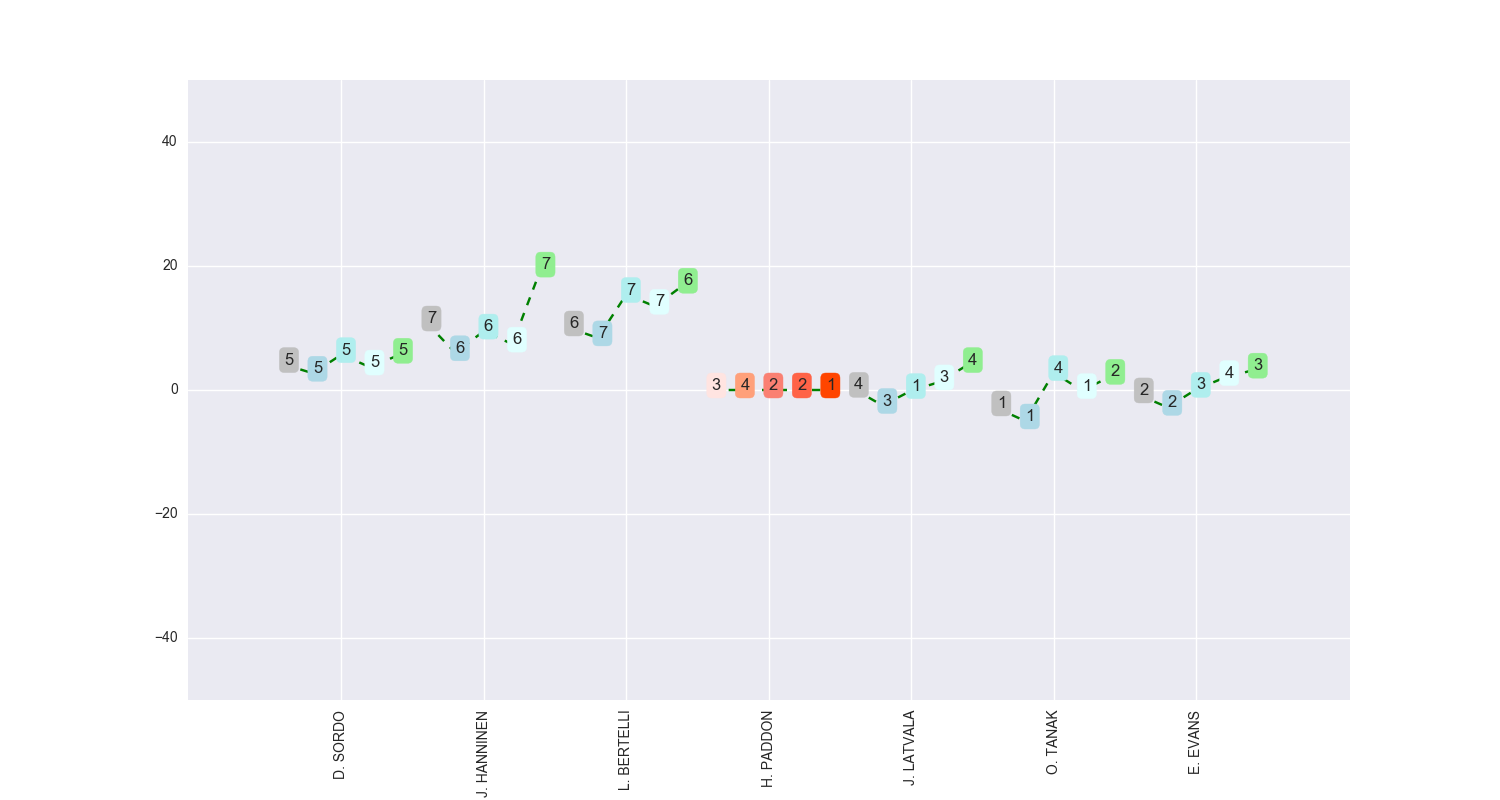 40
20
0
−20
−40
5 5 5 5 5
7 6 6 6 7
6 7 7 7 6
3 4 2 2 1
4 3 1 3 4
1 1 4 1 2
2 2 3 4 3
D. SORDO
J. HANNINEN
L. BERTELLI
H. PADDON
J. LATVALA
O. TANAK
E. EVANS